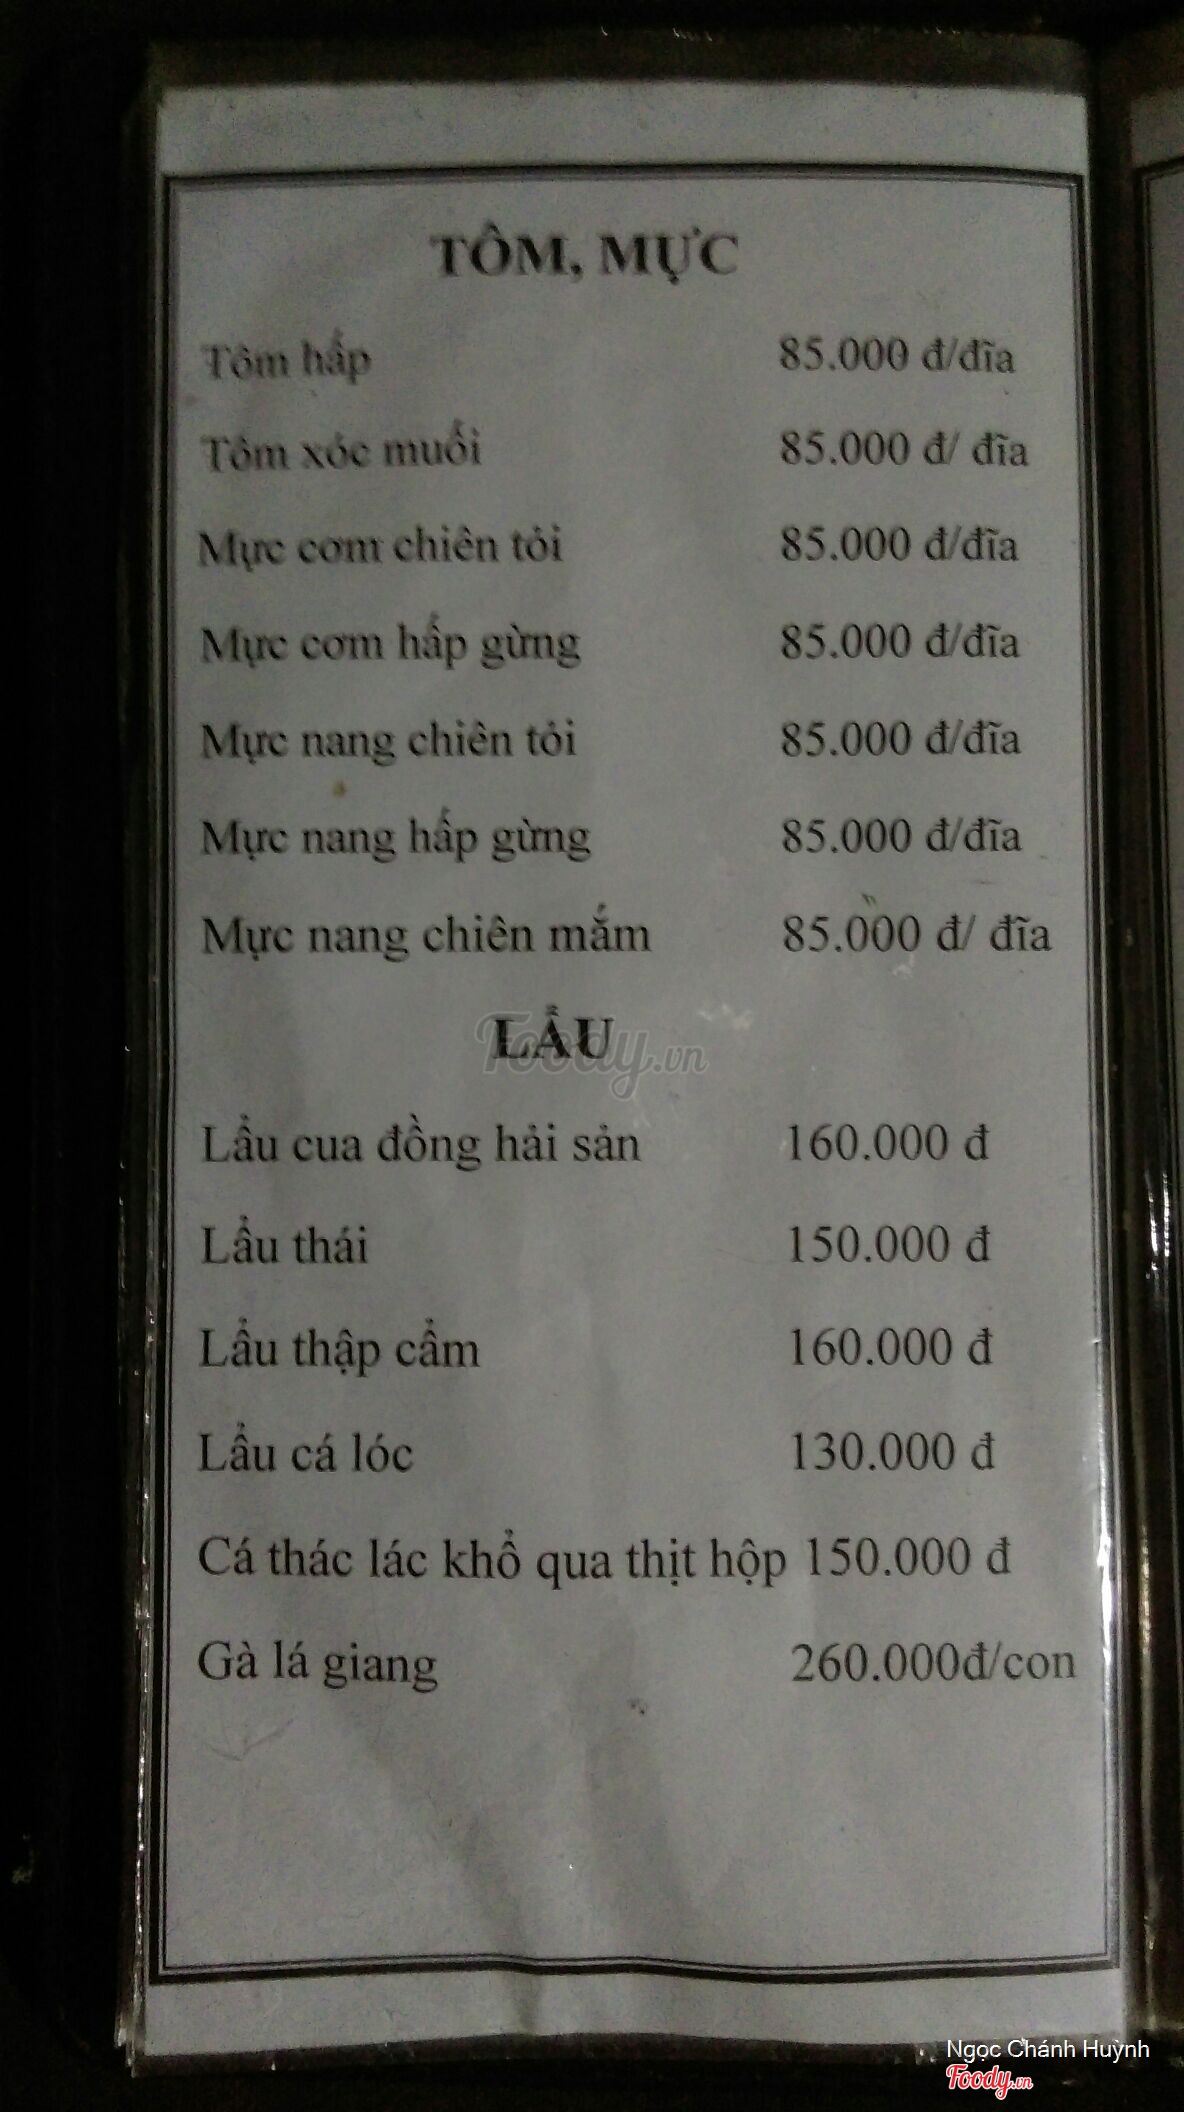 TÔM, MỰC
Tôm hấp 85.000 đ/đĩa
Tôm xóc muối 85.000 đ/ đĩa
Mực cơm chiên tỏi 85.000 đ/đĩa
Mực cơm hấp gừng 85.000 đ/đĩa
Mực nang chiên tỏi 85.000 đ/đĩa
Mực nang hấp gừng 85.000 đ/đĩa
Mực nang chiên mắm 85.000 đ/ đĩa
LẨU
Foody.vn
Lẩu cua đồng hải sản 160.000 đ
Lẩu thái 150.000 đ
Lẩu thập cẩm 160.000 đ
Lẩu cá lóc 130.000 đ
Cá thác lác khổ qua thịt hộp 150.000 đ
Gà lá giang 260.000đ/con
Ngọc Chánh Huỳnh
Foody.vn